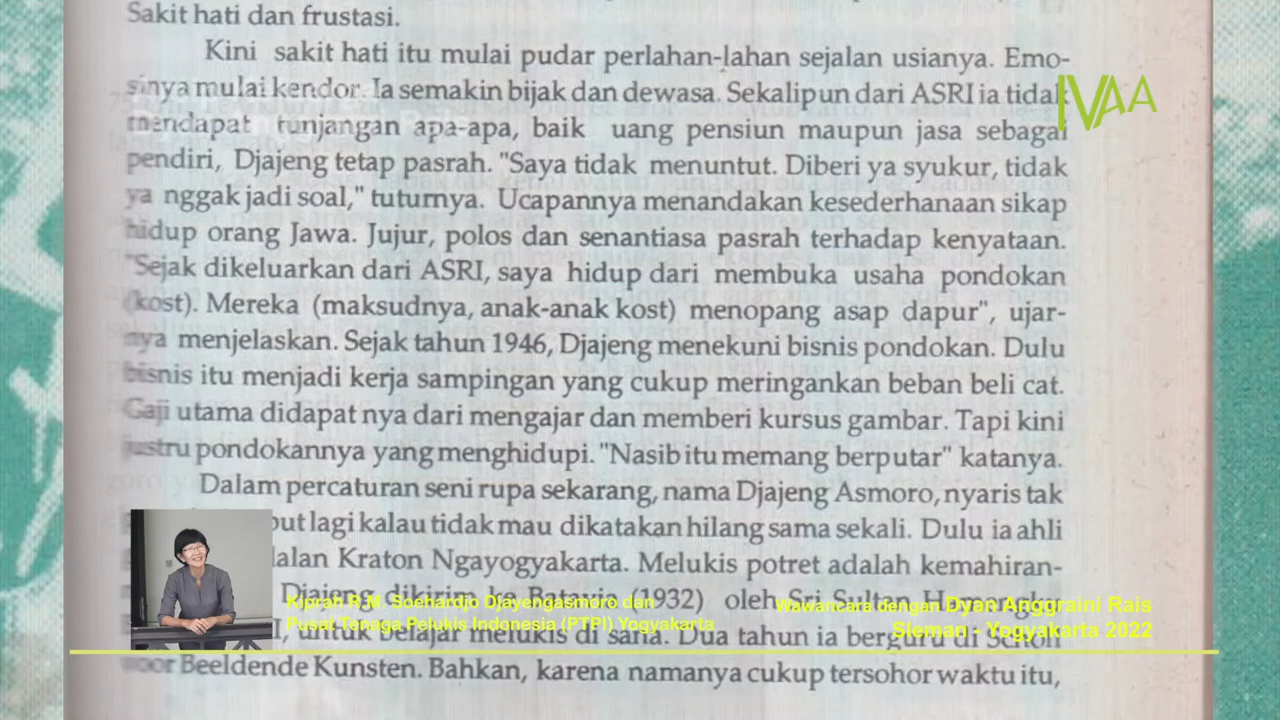 Sakit hati dan frustasi.
Kini sakit hati itu mulai pudar perlahan-lahan sejalan usianya. Emo-
sinya mulai kendor. Ia semakin bijak dan dewasa. Sekalipun dari ASRI ia tidak
mendapat tunjangan apa-apa, baik uang pensiun maupun jasa sebagai
pendiri, Djajeng tetap pasrah. "Saya tidak menuntut. Diberi ya syukur, tidak
ya nggak jadi soal," tuturnya. Ucapannya menandakan kesederhanaan sikap
hidup orang Jawa. Jujur, polos dan senantiasa pasrah terhadap kenyataan.
"Sejak dikeluarkan dari ASRI, saya hidup dari membuka usaha pondokan
(kost). Mereka (maksudnya, anak-anak kost) menopang asap dapur", ujar-
nya menjelaskan. Sejak tahun 1946, Djajeng menekuni bisnis pondokan. Dulu
bisnis itu menjadi kerja sampingan yang cukup meringankan beban beli cat.
Gaji utama didapat nya dari mengajar dan memberi kursus gambar. Tapi kini
justru pondokannya yang menghidupi. "Nasib itu memang berputar" katanya.
Dalam percaturan seni rupa sekarang, nama Djajeng Asmoro, nyaris tak
lagi kalau tidak mau dikatakan hilang sama sekali. Dulu ia ahli
Kraton Ngayogyakarta. Melukis potret adalah kemahiran-
Djajeng dikirim ke Batavia (1932) oleh Sri Sultan
untuk belajar melukis di sana. Dua tahun ia berguru di
voor Beeldende Kunsten. Bahkan, karena namanya cukup tersohor waktu itu,
IVAA
Kiprah R.M. Soehardjo Djayengasmoro dan
Pusat Tenaga Pelukis Indonesia (PTPI) Yogyakarta
Wawancara dengan Dyan Anggraini Rais
Sleman - Yogyakarta 2022